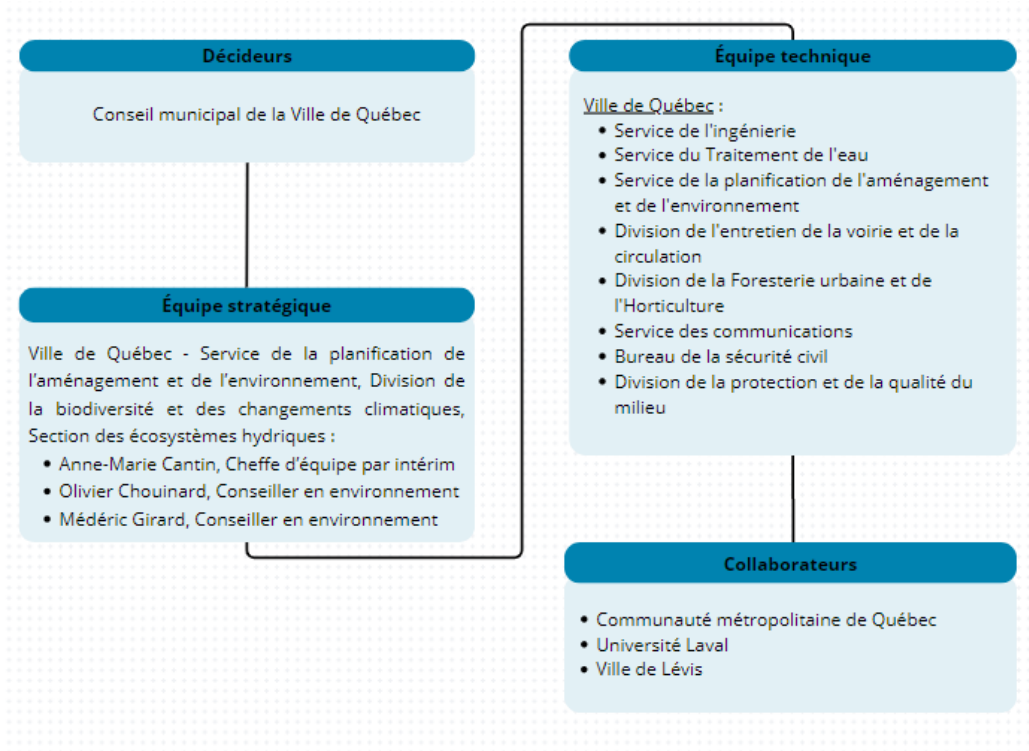 Décideurs
Conseil municipal de la Ville de Québec
Équipe stratégique
Ville de Québec - Service de la planification de
l'aménagement et de l'environnement, Division de
la biodiversité et des changements climatiques,
Section des écosystèmes hydriques :
• Anne-Marie Cantin, Cheffe d'équipe par intérim
• Olivier Chouinard, Conseiller en environnement
• Médéric Girard, Conseiller en environnement
Équipe technique
Ville de Québec :
• Service de l'ingénierie
• Service du Traitement de l'eau
• Service de la planification de l'aménagement
et de l'environnement
• Division de l'entretien de la voirie et de la
circulation
• Division de la Foresterie urbaine et de
l'Horticulture
• Service des communications
• Bureau de la sécurité civil
• Division de la protection et de la qualité du
milieu
Collaborateurs
• Communauté métropolitaine de Québec
• Université Laval
• Ville de Lévis